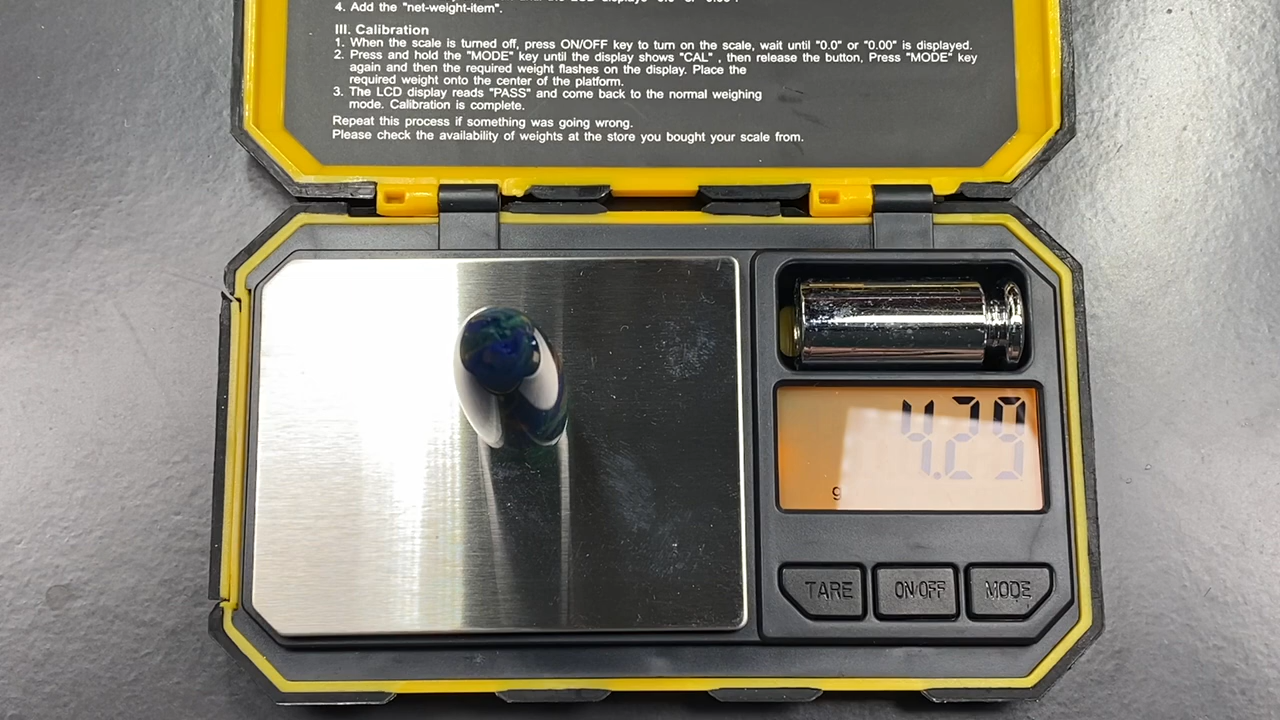 4. Add the "net-weight-item".
III. Calibration
1. When the scale is turned off, press ON/OFF key to turn on the scale, wait until "0.0" or "0.00" is displayed.
2. Press and hold the "MODE" key until the display shows "CAL" , then release the button, Press "MODE" key
again and then the required weight flashes on the display. Place the
required weight onto the center of the platform.
3. The LCD display reads "PASS" and come back to the normal weighing
mode. Calibration is complete.
Repeat this process if something was going wrong.
Please check the availability of weights at the store you bought your scale from.
4.29
g
TARE
ON/OFF
MODE